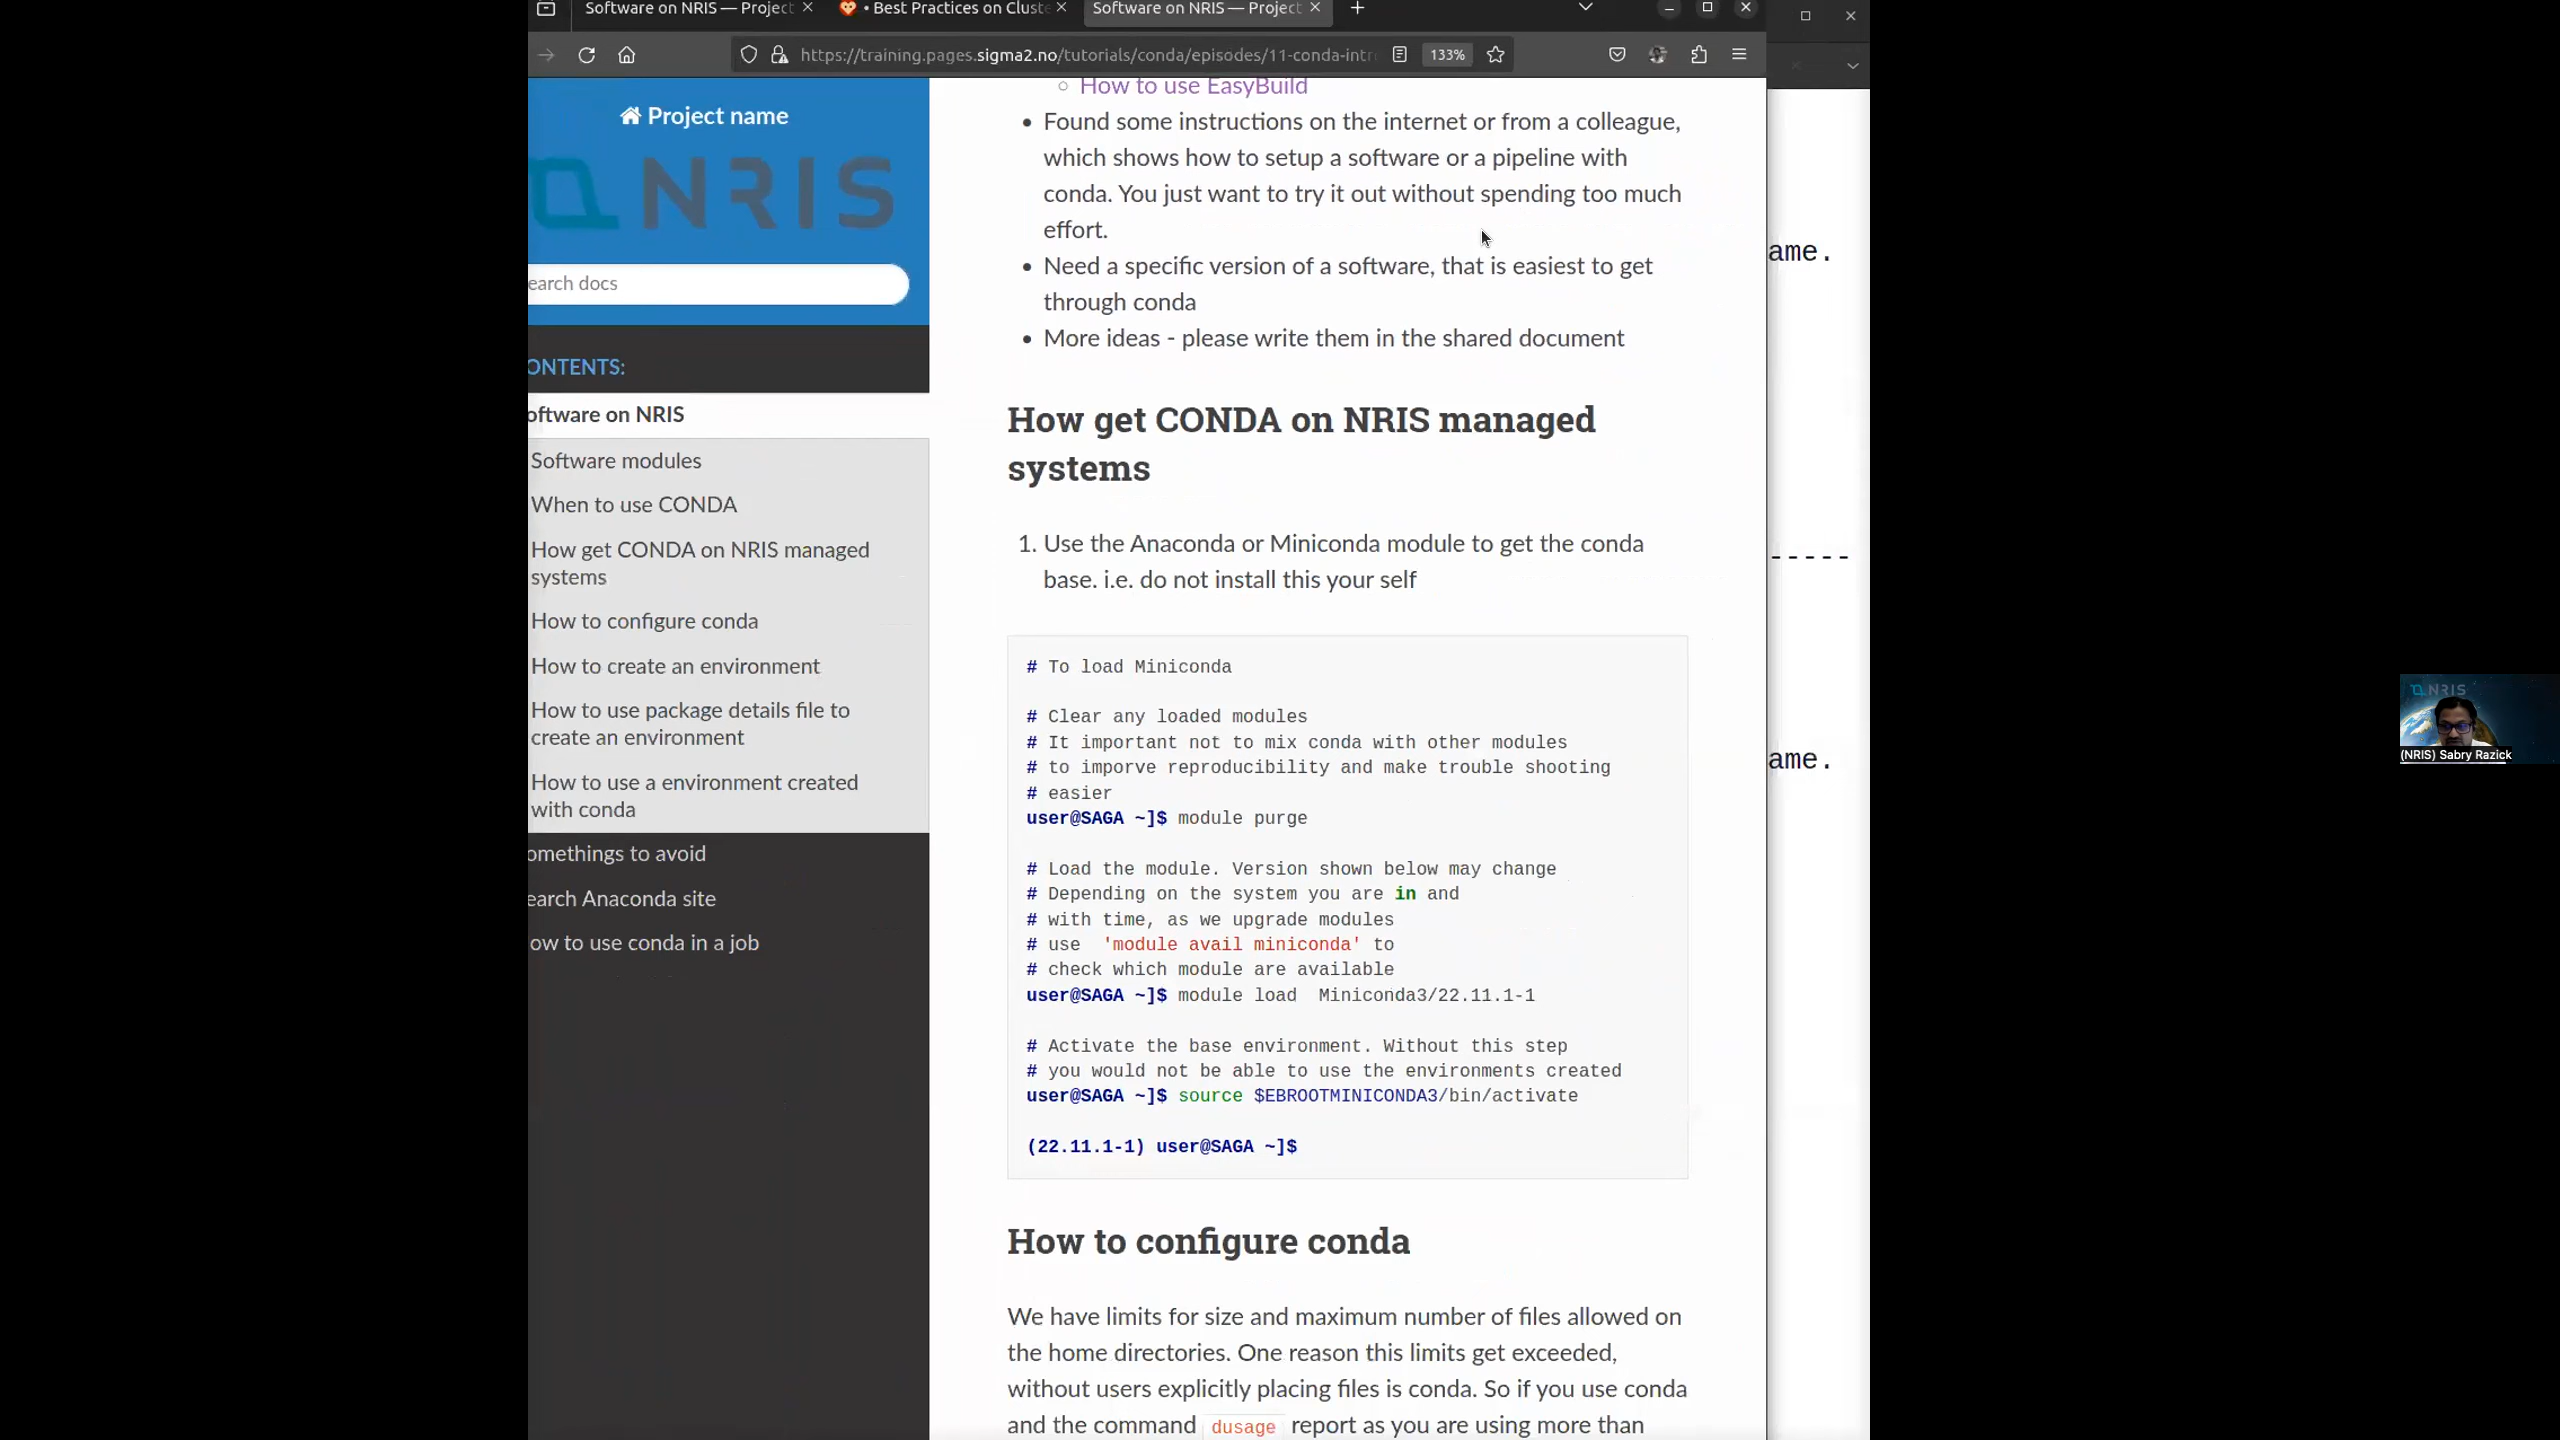 Software on NRIS — Project
• Best Practices on Cluste
Software on NRIS — Project
https://training.pages.sigma2.no/tutorials/conda/episodes/11-conda-intr
133%
Project name
NRIS
earch docs
ONTENTS:
oftware on NRIS
Software modules
When to use CONDA
How get CONDA on NRIS managed
systems
How to configure conda
How to create an environment
How to use package details file to
create an environment
How to use a environment created
with conda
omethings to avoid
earch Anaconda site
ow to use conda in a job
How to use EasyBuild
Found some instructions on the internet or from a colleague,
which shows how to setup a software or a pipeline with
conda. You just want to try it out without spending too much
effort.
Need a specific version of a software, that is easiest to get
through conda
More ideas - please write them in the shared document
How get CONDA on NRIS managed
systems
1. Use the Anaconda or Miniconda module to get the conda
base. i.e. do not install this your self
# To load Miniconda
# Clear any loaded modules
# It important not to mix conda with other modules
# to imporve reproducibility and make trouble shooting
# easier
user@SAGA ~]$ module purge
# Load the module. Version shown below may change
# Depending on the system you are in and
# with time, as we upgrade modules
# use  'module avail miniconda' to
# check which module are available
user@SAGA ~]$ module load  Miniconda3/22.11.1-1
# Activate the base environment. Without this step
# you would not be able to use the environments created
user@SAGA ~]$ source $EBROOTMINICONDA3/bin/activate
(22.11.1-1) user@SAGA ~]$
How to configure conda
We have limits for size and maximum number of files allowed on
the home directories. One reason this limits get exceeded,
without users explicitly placing files is conda. So if you use conda
and the command dusage report as you are using more than
ame.
-----
ame.
NRIS
(NRIS) Sabry Razick